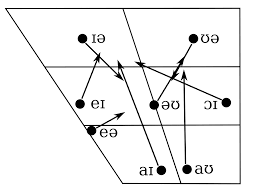 ɪə ʊə
eɪ əʊ ɔɪ
eə
aɪ aʊ